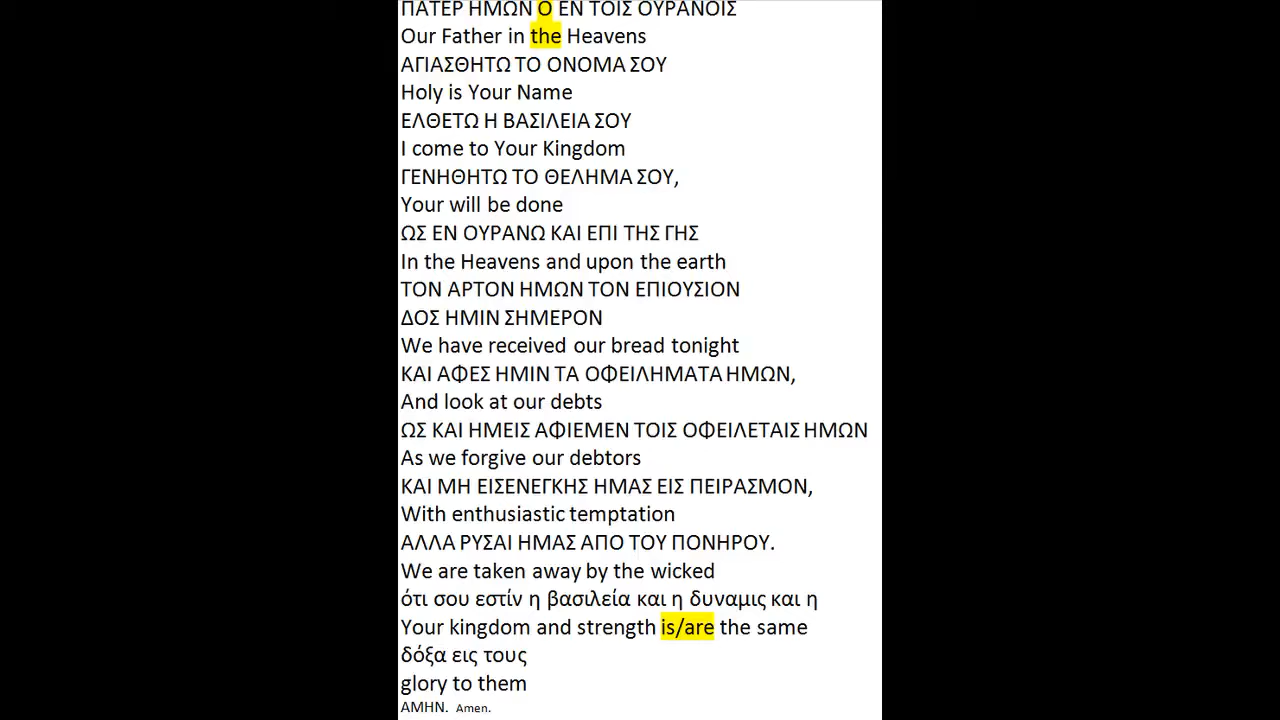 ΠΑΤΕΡ ΗΜΩΝ Ο ΕΝ ΤΟΙΣ ΟΥΡΑΝΟΙΣ
Our Father in the Heavens
ΑΓΙΑΣΘΗΤΩ ΤΟ ΟΝΟΜΑ ΣΟΥ
Holy is Your Name
ΕΛΘΕΤΩ Η ΒΑΣΙΛΕΙΑ ΣΟΥ
I come to Your Kingdom
ΓΕΝΗΘΗΤΩ ΤΟ ΘΕΛΗΜΑ ΣΟΥ,
Your will be done
ΩΣ ΕΝ ΟΥΡΑΝΩ ΚΑΙ ΕΠΙ ΤΗΣ ΓΗΣ
In the Heavens and upon the earth
ΤΟΝ ΑΡΤΟΝ ΗΜΩΝ ΤΟΝ ΕΠΙΟΥΣΙΟΝ
ΔΟΣ ΗΜΙΝ ΣΗΜΕΡΟΝ
We have received our bread tonight
ΚΑΙ ΑΦΕΣ ΗΜΙΝ ΤΑ ΟΦΕΙΛΗΜΑΤΑ ΗΜΩΝ,
And look at our debts
ΩΣ ΚΑΙ ΗΜΕΙΣ ΑΦΙΕΜΕΝ ΤΟΙΣ ΟΦΕΙΛΕΤΑΙΣ ΗΜΩΝ
As we forgive our debtors
ΚΑΙ ΜΗ ΕΙΣΕΝΕΓΚΗΣ ΗΜΑΣ ΕΙΣ ΠΕΙΡΑΣΜΟΝ,
With enthusiastic temptation
ΑΛΛΑ ΡΥΣΑΙ ΗΜΑΣ ΑΠΟ ΤΟΥ ΠΟΝΗΡΟΥ.
We are taken away by the wicked
ότι σου εστίν η βασιλεία και η δυναμις και η
Your kingdom and strength is/are the same
δόξα εις τους
glory to them
ΑΜΗΝ. Amen.